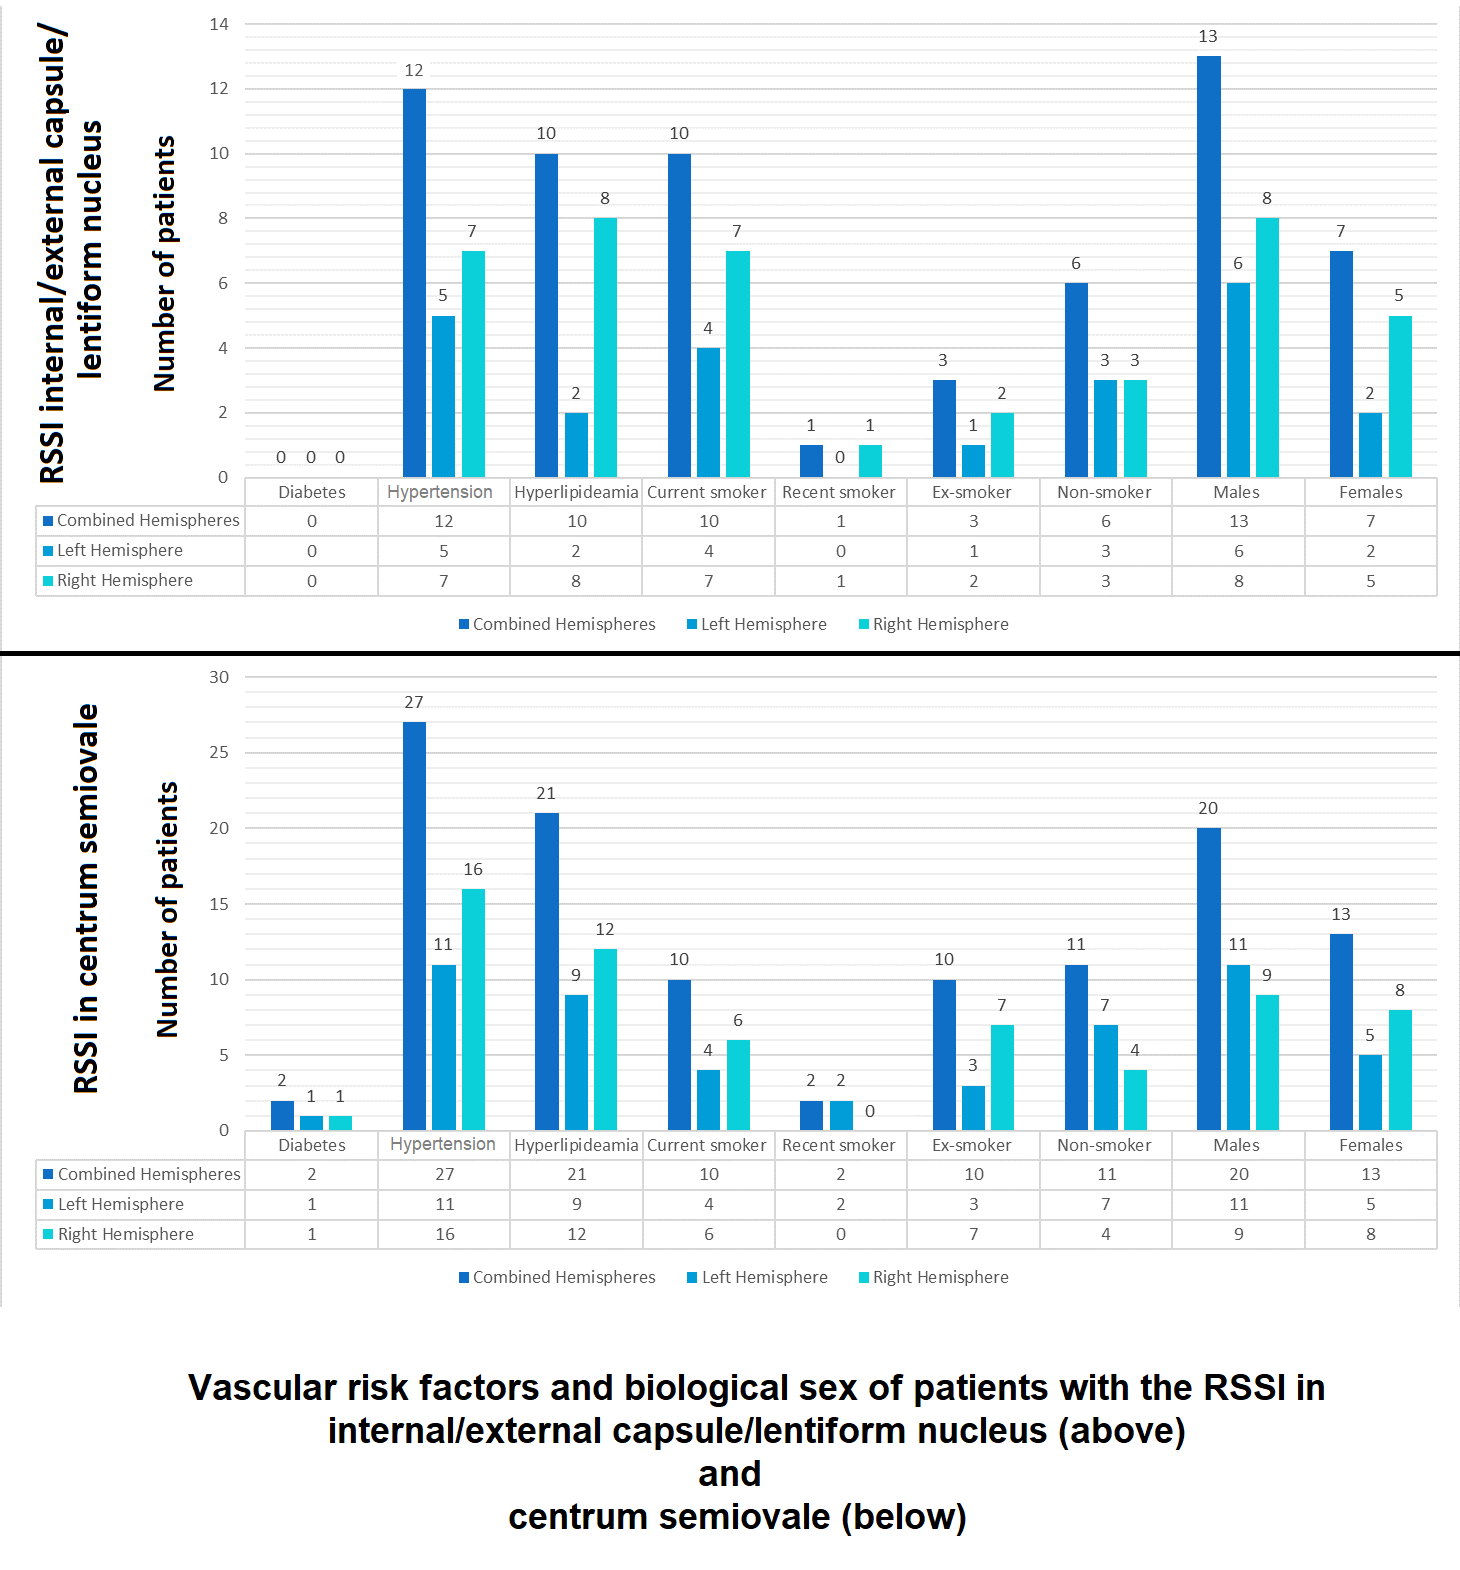 RSSI internal/external capsule/
lentiform nucleus
Number of patients
14
12
10
8
6
4
2
0
0 0 0
12 5 7
10 2 8
10 4 7
1 0 1
3 1 2
6 3 3
13 6 8
7 2 5
Diabetes Hypertension Hyperlipideamia Current smoker Recent smoker Ex-smoker Non-smoker Males Females
Combined Hemispheres 0 12 10 10 1 3 6 13 7
Left Hemisphere 0 5 2 4 0 1 3 6 2
Right Hemisphere 0 7 8 7 1 2 3 8 5
Combined Hemispheres Left Hemisphere Right Hemisphere
RSSI in centrum semiovale
Number of patients
30
25
20
15
10
5
0
2 1 1
27 11 16
21 9 12
10 4 6
2 2 0
10 3 7
11 7 4
20 11 9
13 5 8
Diabetes Hypertension Hyperlipideamia Current smoker Recent smoker Ex-smoker Non-smoker Males Females
Combined Hemispheres 2 27 21 10 2 10 11 20 13
Left Hemisphere 1 11 9 4 2 3 7 11 5
Right Hemisphere 1 16 12 6 0 7 4 9 8
Combined Hemispheres Left Hemisphere Right Hemisphere
Vascular risk factors and biological sex of patients with the RSSI in
internal/external capsule/lentiform nucleus (above)
and
centrum semiovale (below)